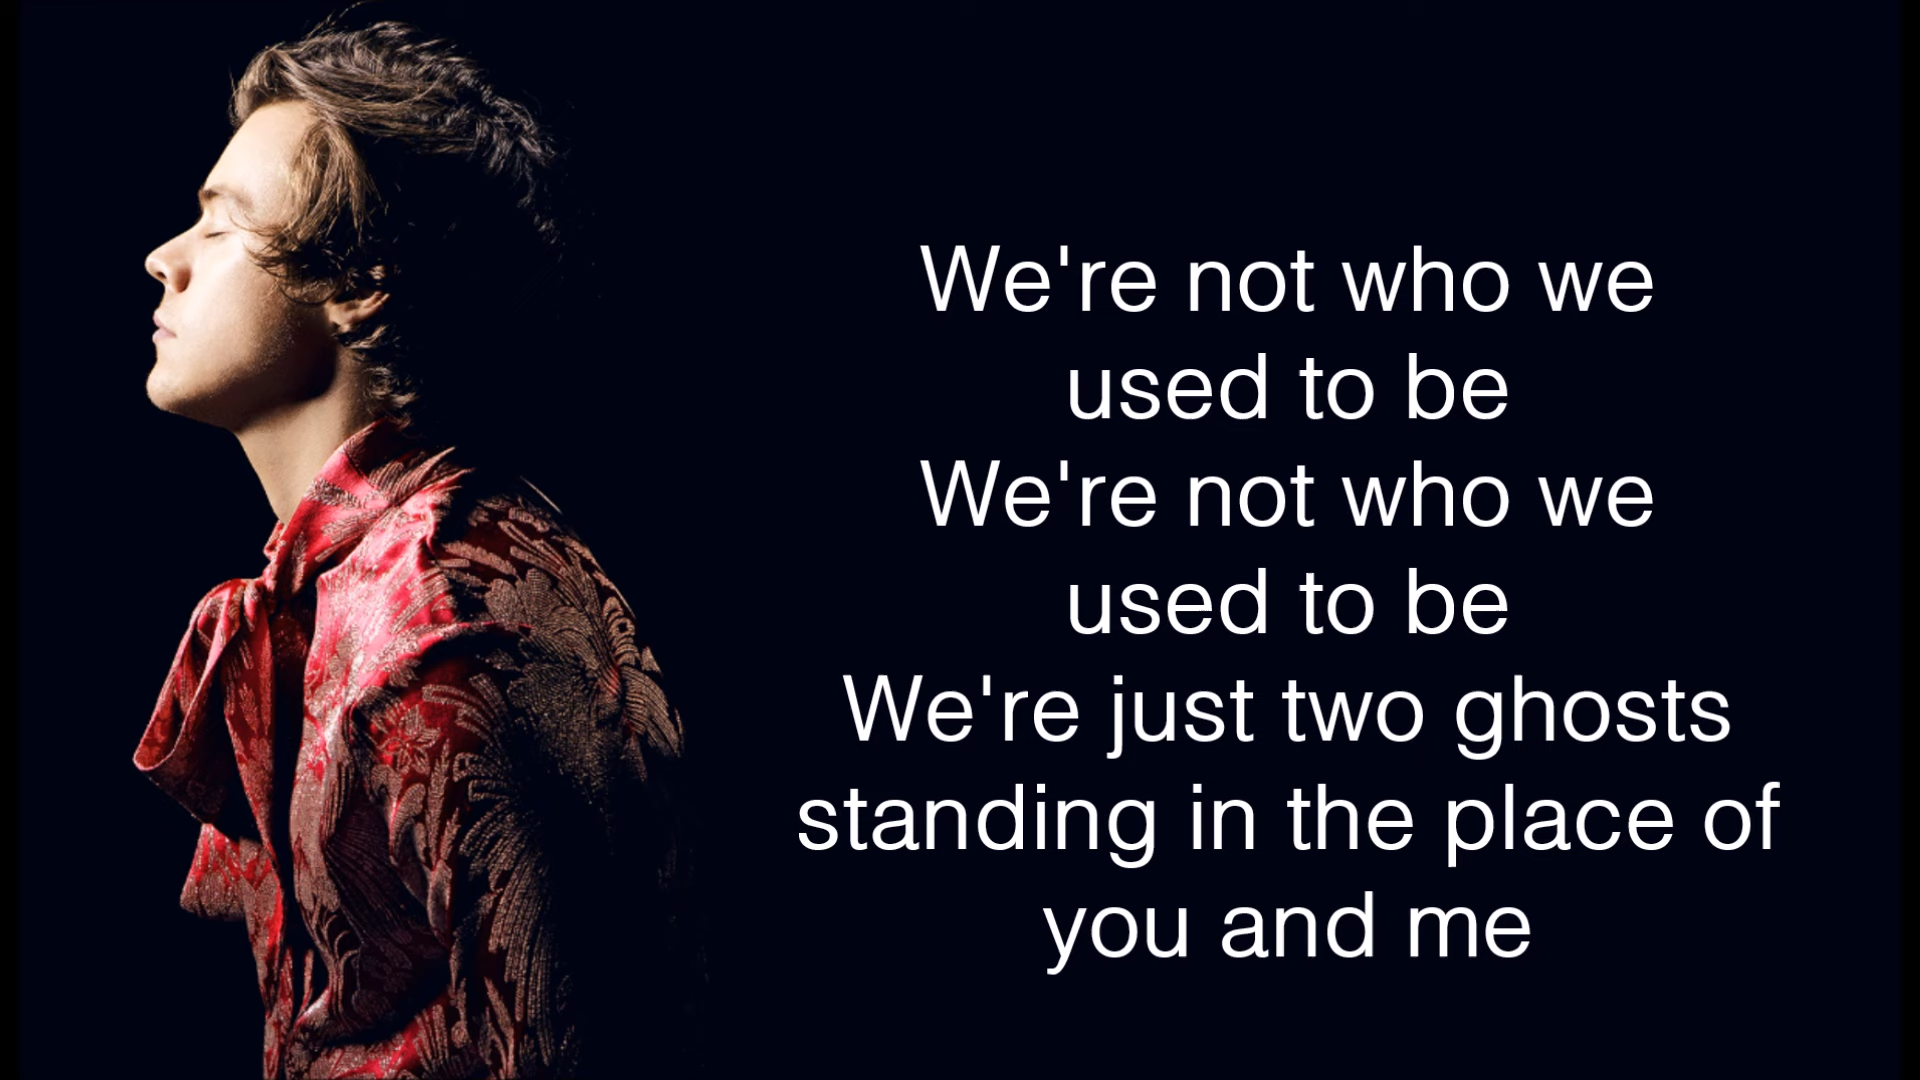 We're not who we
used to be
We're not who we
used to be
We're just two ghosts
standing in the place of
you and me